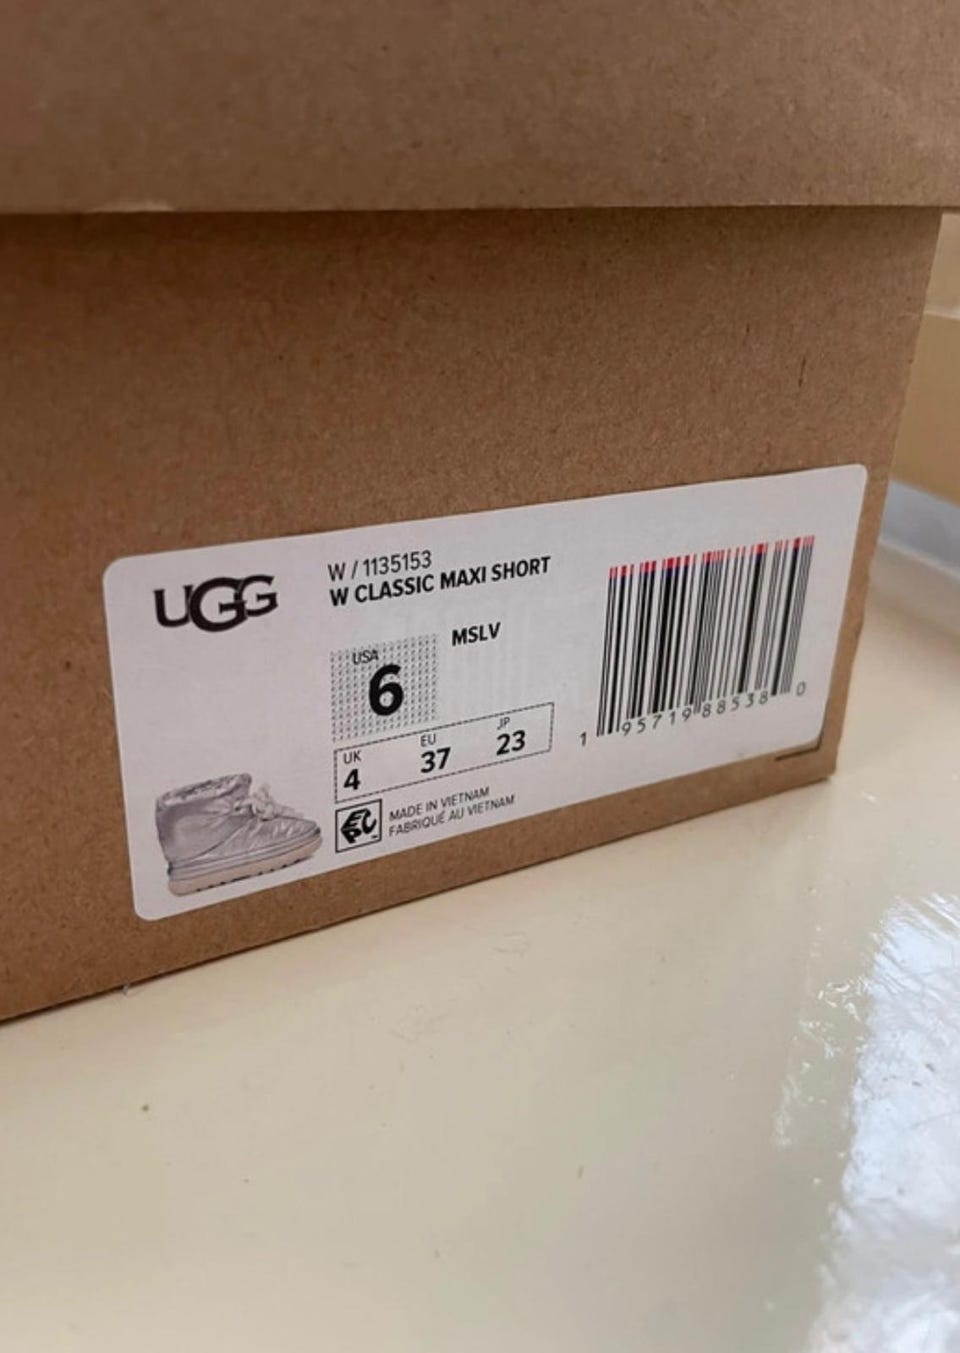 UGG
W / 1135153
W CLASSIC MAXI SHORT
MSLV
USA
6
UK EU JP
4 37 23
EPC
MADE IN VIETNAM
FABRIQUÉ AU VIETNAM
1 95719 88538 0